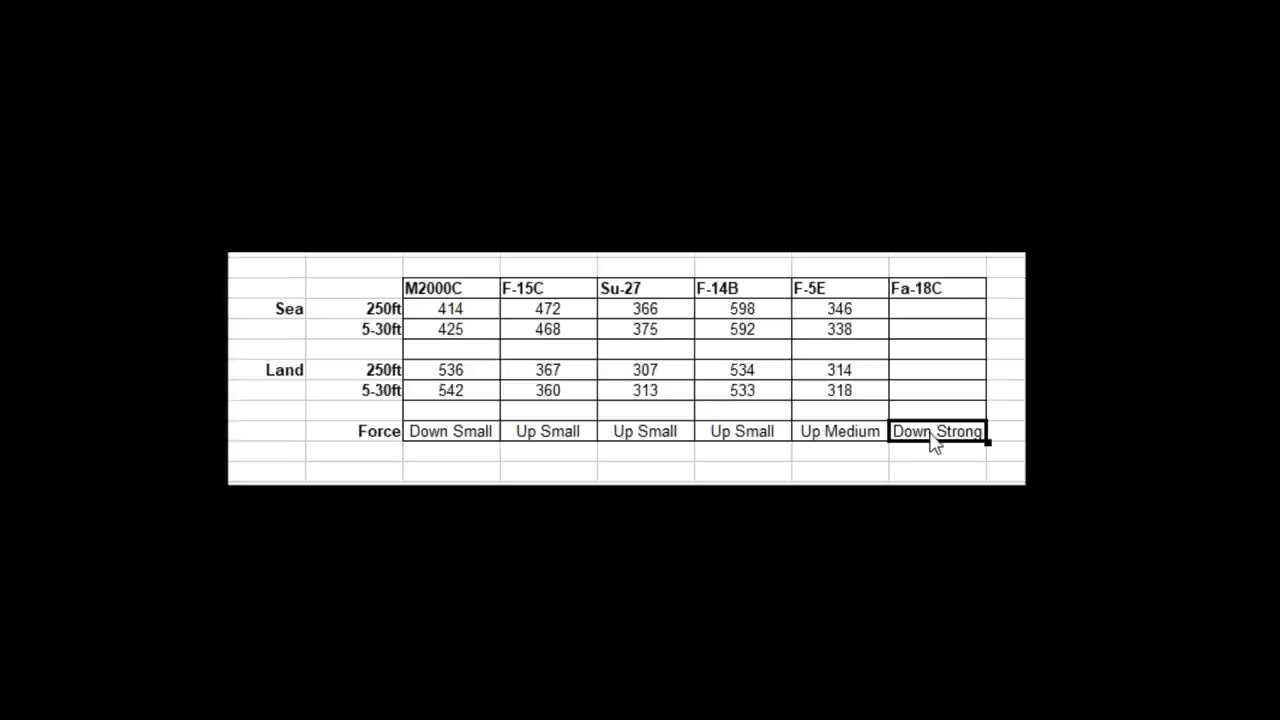 M2000C F-15C Su-27 F-14B F-5E Fa-18C
Sea 250ft 414 472 366 598 346
5-30ft 425 468 375 592 338
Land 250ft 536 367 307 534 314
5-30ft 542 360 313 533 318
Force Down Small Up Small Up Small Up Small Up Medium Down Strong